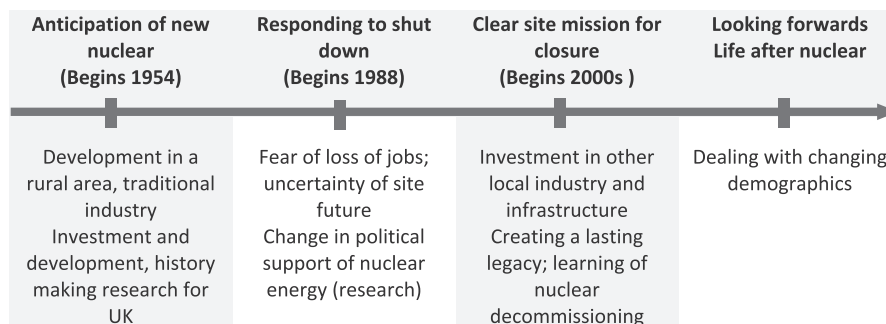 Anticipation of new
nuclear
(Begins 1954)
Responding to shut
down
(Begins 1988)
Clear site mission for
closure
(Begins 2000s )
Looking forwards
Life after nuclear
Development in a
rural area, traditional
industry
Investment and
development, history
making research for
UK
Fear of loss of jobs;
uncertainty of site
future
Change in political
support of nuclear
energy (research)
Investment in other
local industry and
infrastructure
Creating a lasting
legacy; learning of
nuclear
decommissioning
Dealing with changing
demographics